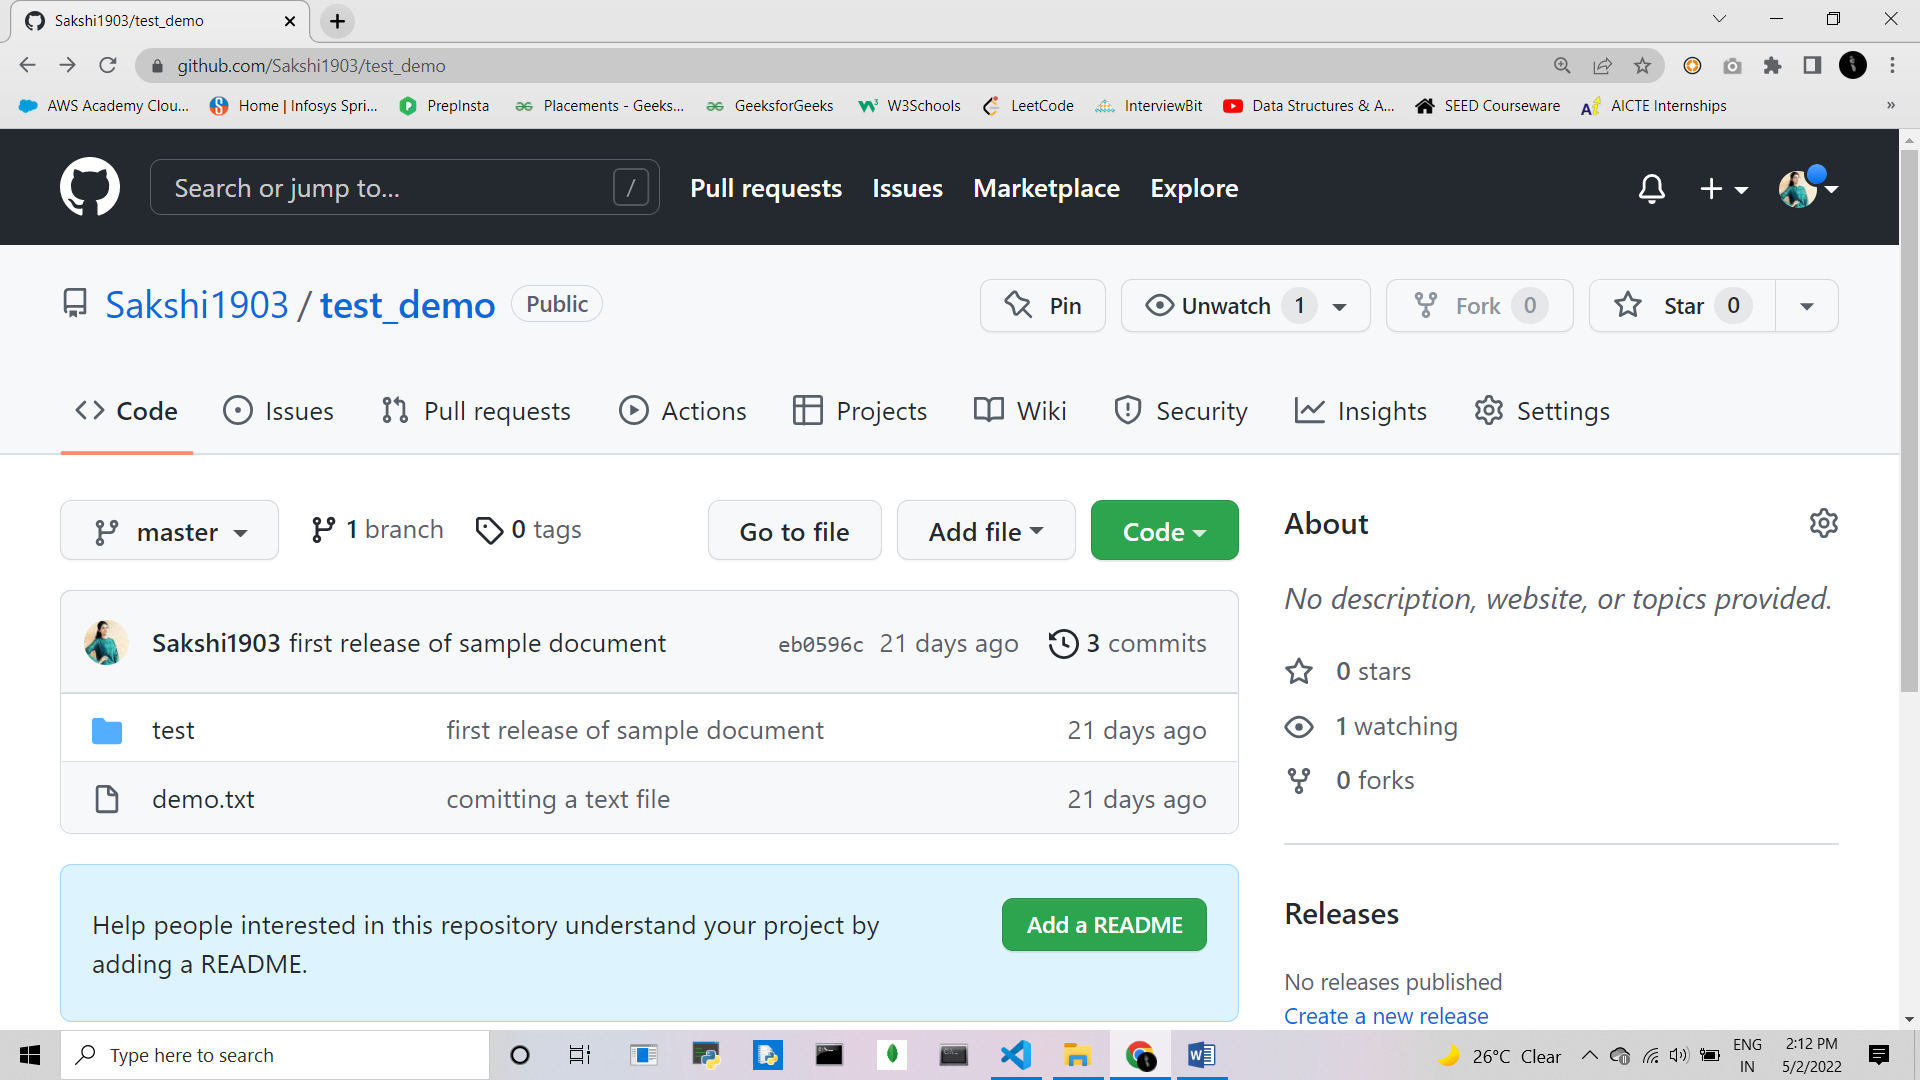 Sakshi1903/test_demo
github.com/Sakshi1903/test_demo
AWS Academy Clou... Home | Infosys Spri... PrepInsta Placements - Geeks... GeeksforGeeks W3Schools LeetCode InterviewBit Data Structures & A... SEED Courseware AICTE Internships »
Search or jump to... / Pull requests Issues Marketplace Explore
Sakshi1903 / test_demo Public Pin Unwatch 1 Fork 0 Star 0
Code Issues Pull requests Actions Projects Wiki Security Insights Settings
master 1 branch 0 tags Go to file Add file Code
Sakshi1903 first release of sample document eb0596c 21 days ago 3 commits
test first release of sample document 21 days ago
demo.txt comitting a text file 21 days ago
Help people interested in this repository understand your project by
adding a README.
Add a README
About
No description, website, or topics provided.
0 stars
1 watching
0 forks
Releases
No releases published
Create a new release
Type here to search
26°C Clear
ENG
IN
2:12 PM
5/2/2022